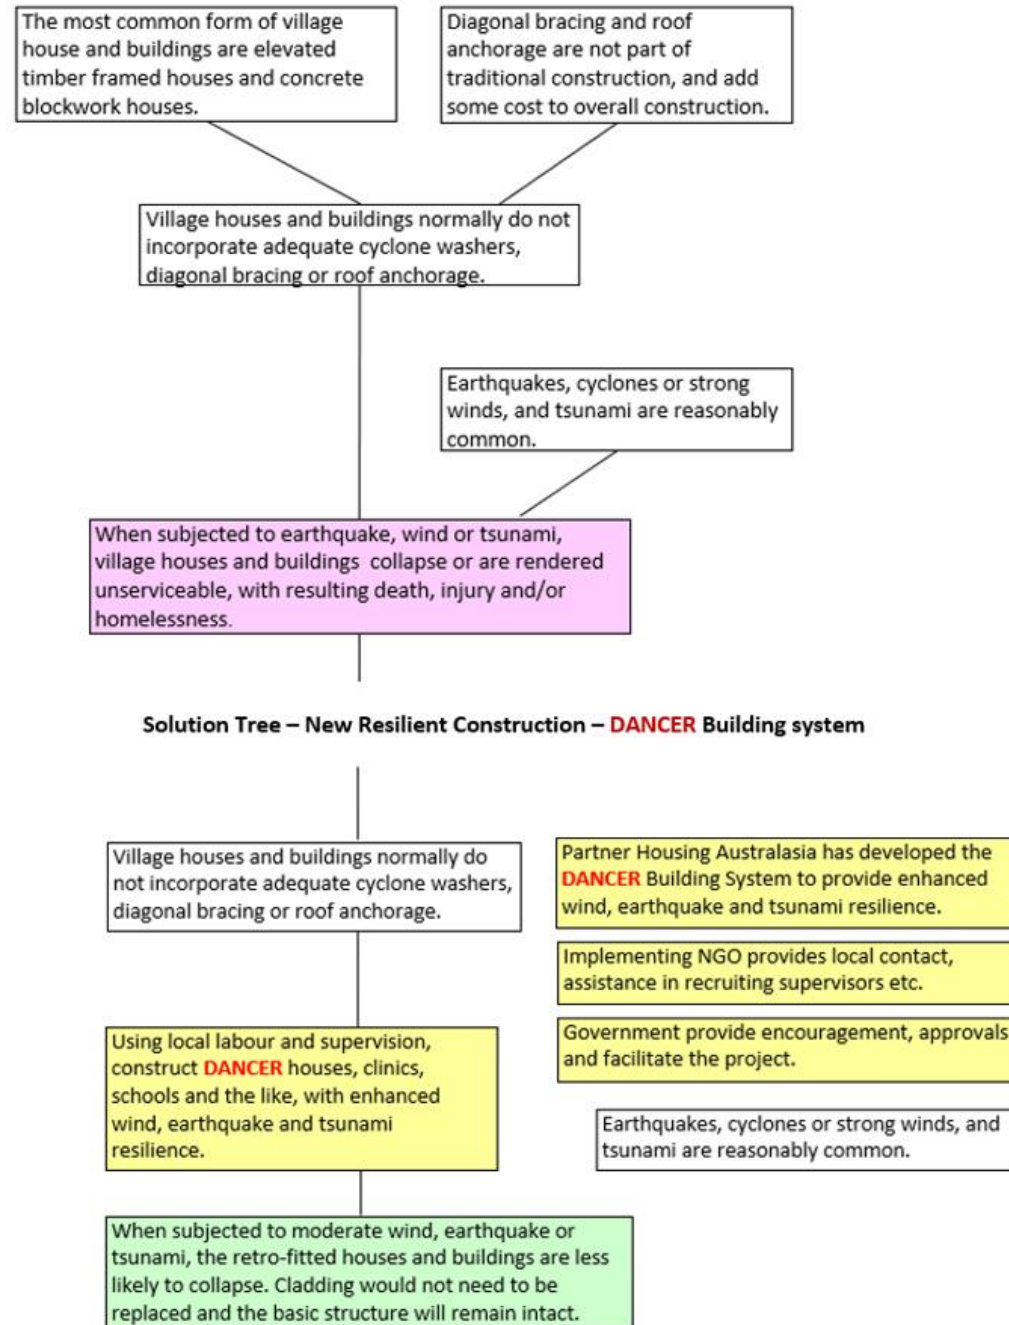 The most common form of village
house and buildings are elevated
timber framed houses and concrete
blockwork houses.
Diagonal bracing and roof
anchorage are not part of
traditional construction, and add
some cost to overall construction.
Village houses and buildings normally do not
incorporate adequate cyclone washers,
diagonal bracing or roof anchorage.
Earthquakes, cyclones or strong
winds, and tsunami are reasonably
common.
When subjected to earthquake, wind or tsunami,
village houses and buildings collapse or are rendered
unserviceable, with resulting death, injury and/or
homelessness.
Solution Tree – New Resilient Construction – DANCER Building system
Village houses and buildings normally do
not incorporate adequate cyclone washers,
diagonal bracing or roof anchorage.
Partner Housing Australasia has developed the
DANCER Building System to provide enhanced
wind, earthquake and tsunami resilience.
Implementing NGO provides local contact,
assistance in recruiting supervisors etc.
Government provide encouragement, approvals
and facilitate the project.
Using local labour and supervision,
construct DANCER houses, clinics,
schools and the like, with enhanced
wind, earthquake and tsunami
resilience.
Earthquakes, cyclones or strong winds, and
tsunami are reasonably common.
When subjected to moderate wind, earthquake or
tsunami, the retro-fitted houses and buildings are less
likely to collapse. Cladding would not need to be
replaced and the basic structure will remain intact.